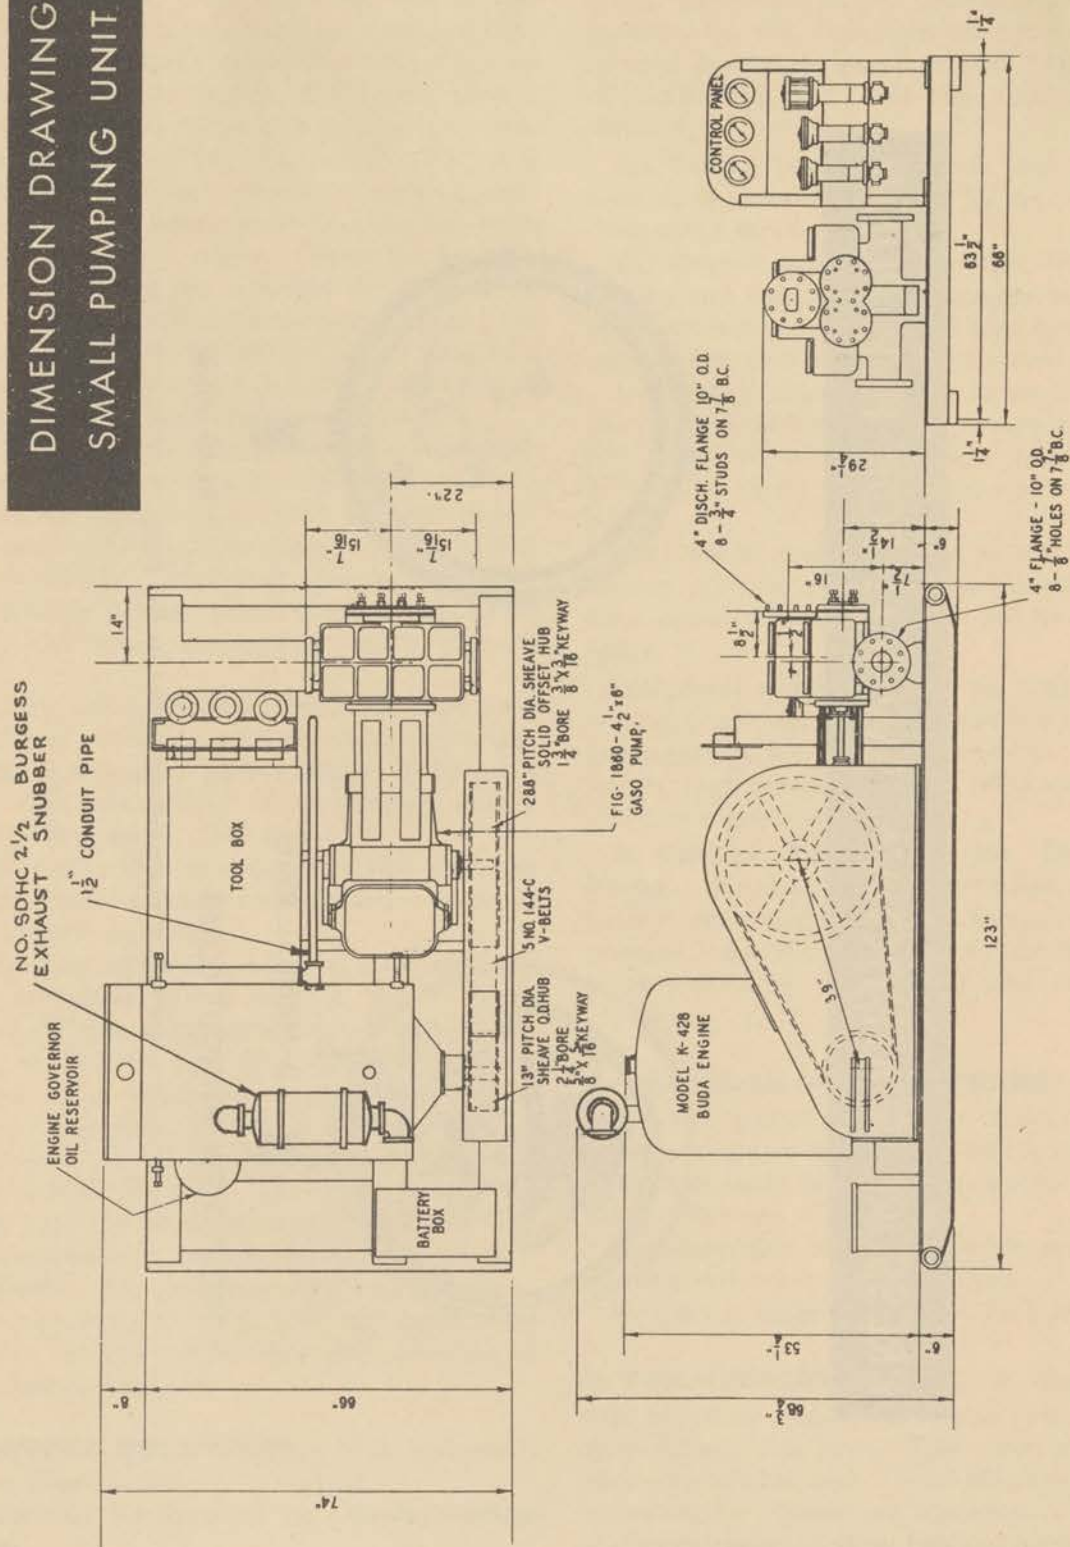 DIMENSION DRAWING
SMALL PUMPING UNIT
NO. SDHC 2 1/2 BURGESS
EXHAUST SNUBBER
1 1/2" CONDUIT PIPE
ENGINE GOVERNOR
OIL RESERVOIR
TOOL BOX
BATTERY
BOX
14"
15 7/16"
15 7/16"
22".
8"
66"
74"
13" PITCH DIA.
SHEAVE Q.D.HUB
2 1/4" BORE
5/8" X 5/16" KEYWAY
5 NO. 144-C
V-BELTS
28.8" PITCH DIA. SHEAVE
SOLID OFFSET HUB
1 3/4" BORE 3/8" X 3/16" KEYWAY
FIG- 1860 - 4 1/2" x 6"
GASO PUMP.
MODEL K-428
BUDA ENGINE
39"
53 1/4"
6"
68 3/4"
123"
8 1/2"
16"
14 1/2"
7 1/2"
6"
4" DISCH. FLANGE 10" O.D.
8 - 3/4" STUDS ON 7 7/8" B.C.
4" FLANGE - 10" O.D.
8 - 7/8" HOLES ON 7 7/8" B.C.
CONTROL PANEL
29 1/4"
1 1/4"
63 1/2"
66"
1 1/4"